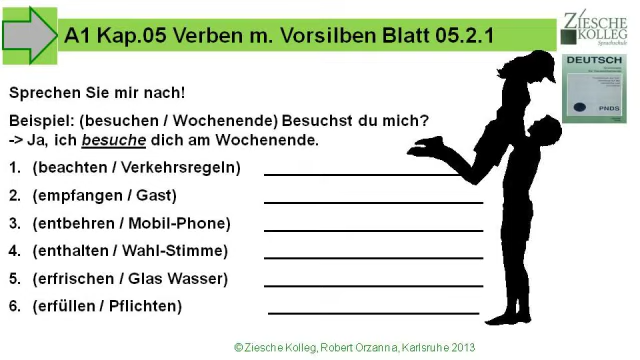 A1 Kap.05 Verben m. Vorsilben Blatt 05.2.1
ZIESCHE
KOLLEG
Sprachschule
DEUTSCH
PNDS
Sprechen Sie mir nach!
Beispiel: (besuchen / Wochenende) Besuchst du mich?
-> Ja, ich besuche dich am Wochenende.
1. (beachten / Verkehrsregeln)
2. (empfangen / Gast)
3. (entbehren / Mobil-Phone)
4. (enthalten / Wahl-Stimme)
5. (erfrischen / Glas Wasser)
6. (erfüllen / Pflichten)
©Ziesche Kolleg, Robert Orzanna, Karlsruhe 2013